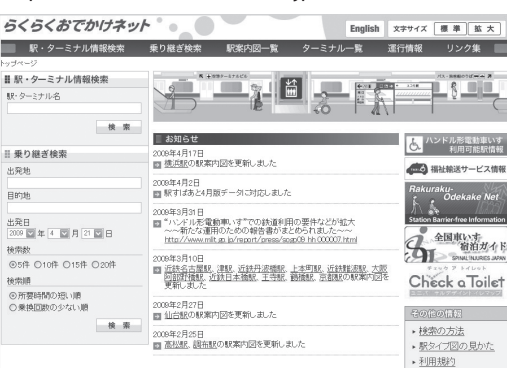 らくらくおでかけネット
English 文字サイズ 標準 拡大
駅・ターミナル情報検索 乗り継ぎ検索 駅案内図一覧 ターミナル一覧 運行情報 リンク集
トップページ
駅・ターミナル情報検索
駅・ターミナル名
検索
乗り継ぎ検索
出発地
目的地
出発日
2009 年 4 月 21 日
検索数
5件 10件 15件 20件
検索順
所要時間の短い順
乗換回数の少ない順
検索
お知らせ
2009年4月17日
横浜駅の駅案内図を更新しました
2009年4月2日
駅すぱあと4月版データに対応しました
2009年3月31日
"ハンドル形電動車いす"での鉄道利用の要件などが拡大
～～新たな運用のための報告書がまとめられました～～
http://www.mlit.go.jp/report/press/sogo09_hh_000007.html
2009年3月10日
近鉄名古屋駅、津駅、近鉄丹波橋駅、上本町駅、近鉄難波駅、大阪
阿部野橋駅、近鉄日本橋駅、王寺駅、鶴橋駅、京都駅の駅案内図を
更新しました
2009年2月27日
仙台駅の駅案内図を更新しました
2009年2月25日
高松駅、調布駅の駅案内図を更新しました
ハンドル形電動車いす
利用可能駅情報
福祉輸送サービス情報
Rakuraku-
Odekake Net
Station Barrier-free Information
全国車いす
宿泊ガイド
SPINAL INJURIES JAPAN
チェック ア トイレット
Check a Toilet
その他の情報
検索の方法
駅タイプ図の見かた
利用規約